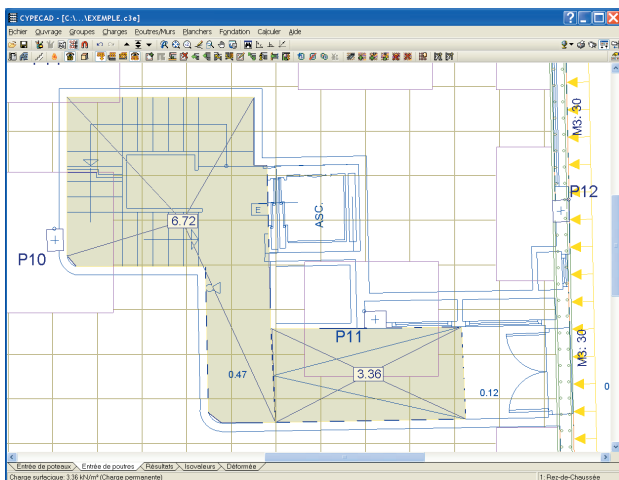 CYPECAD - [C:\...\EXEMPLE.c3e]
Fichier Ouvrage Groupes Charges Poutres/Murs Planchers Fondation Calculer Aide
M3: 30
P12
6.72
E
ASC.
P10
P11
M3: 30
3.36
0.47
0.12
0
Entrée de poteaux Entrée de poutres Résultats Isovaleurs Déformée
Charge surfacique: 3.36 kN/m² (Charge permanente) 1: Rez-de-Chaussée